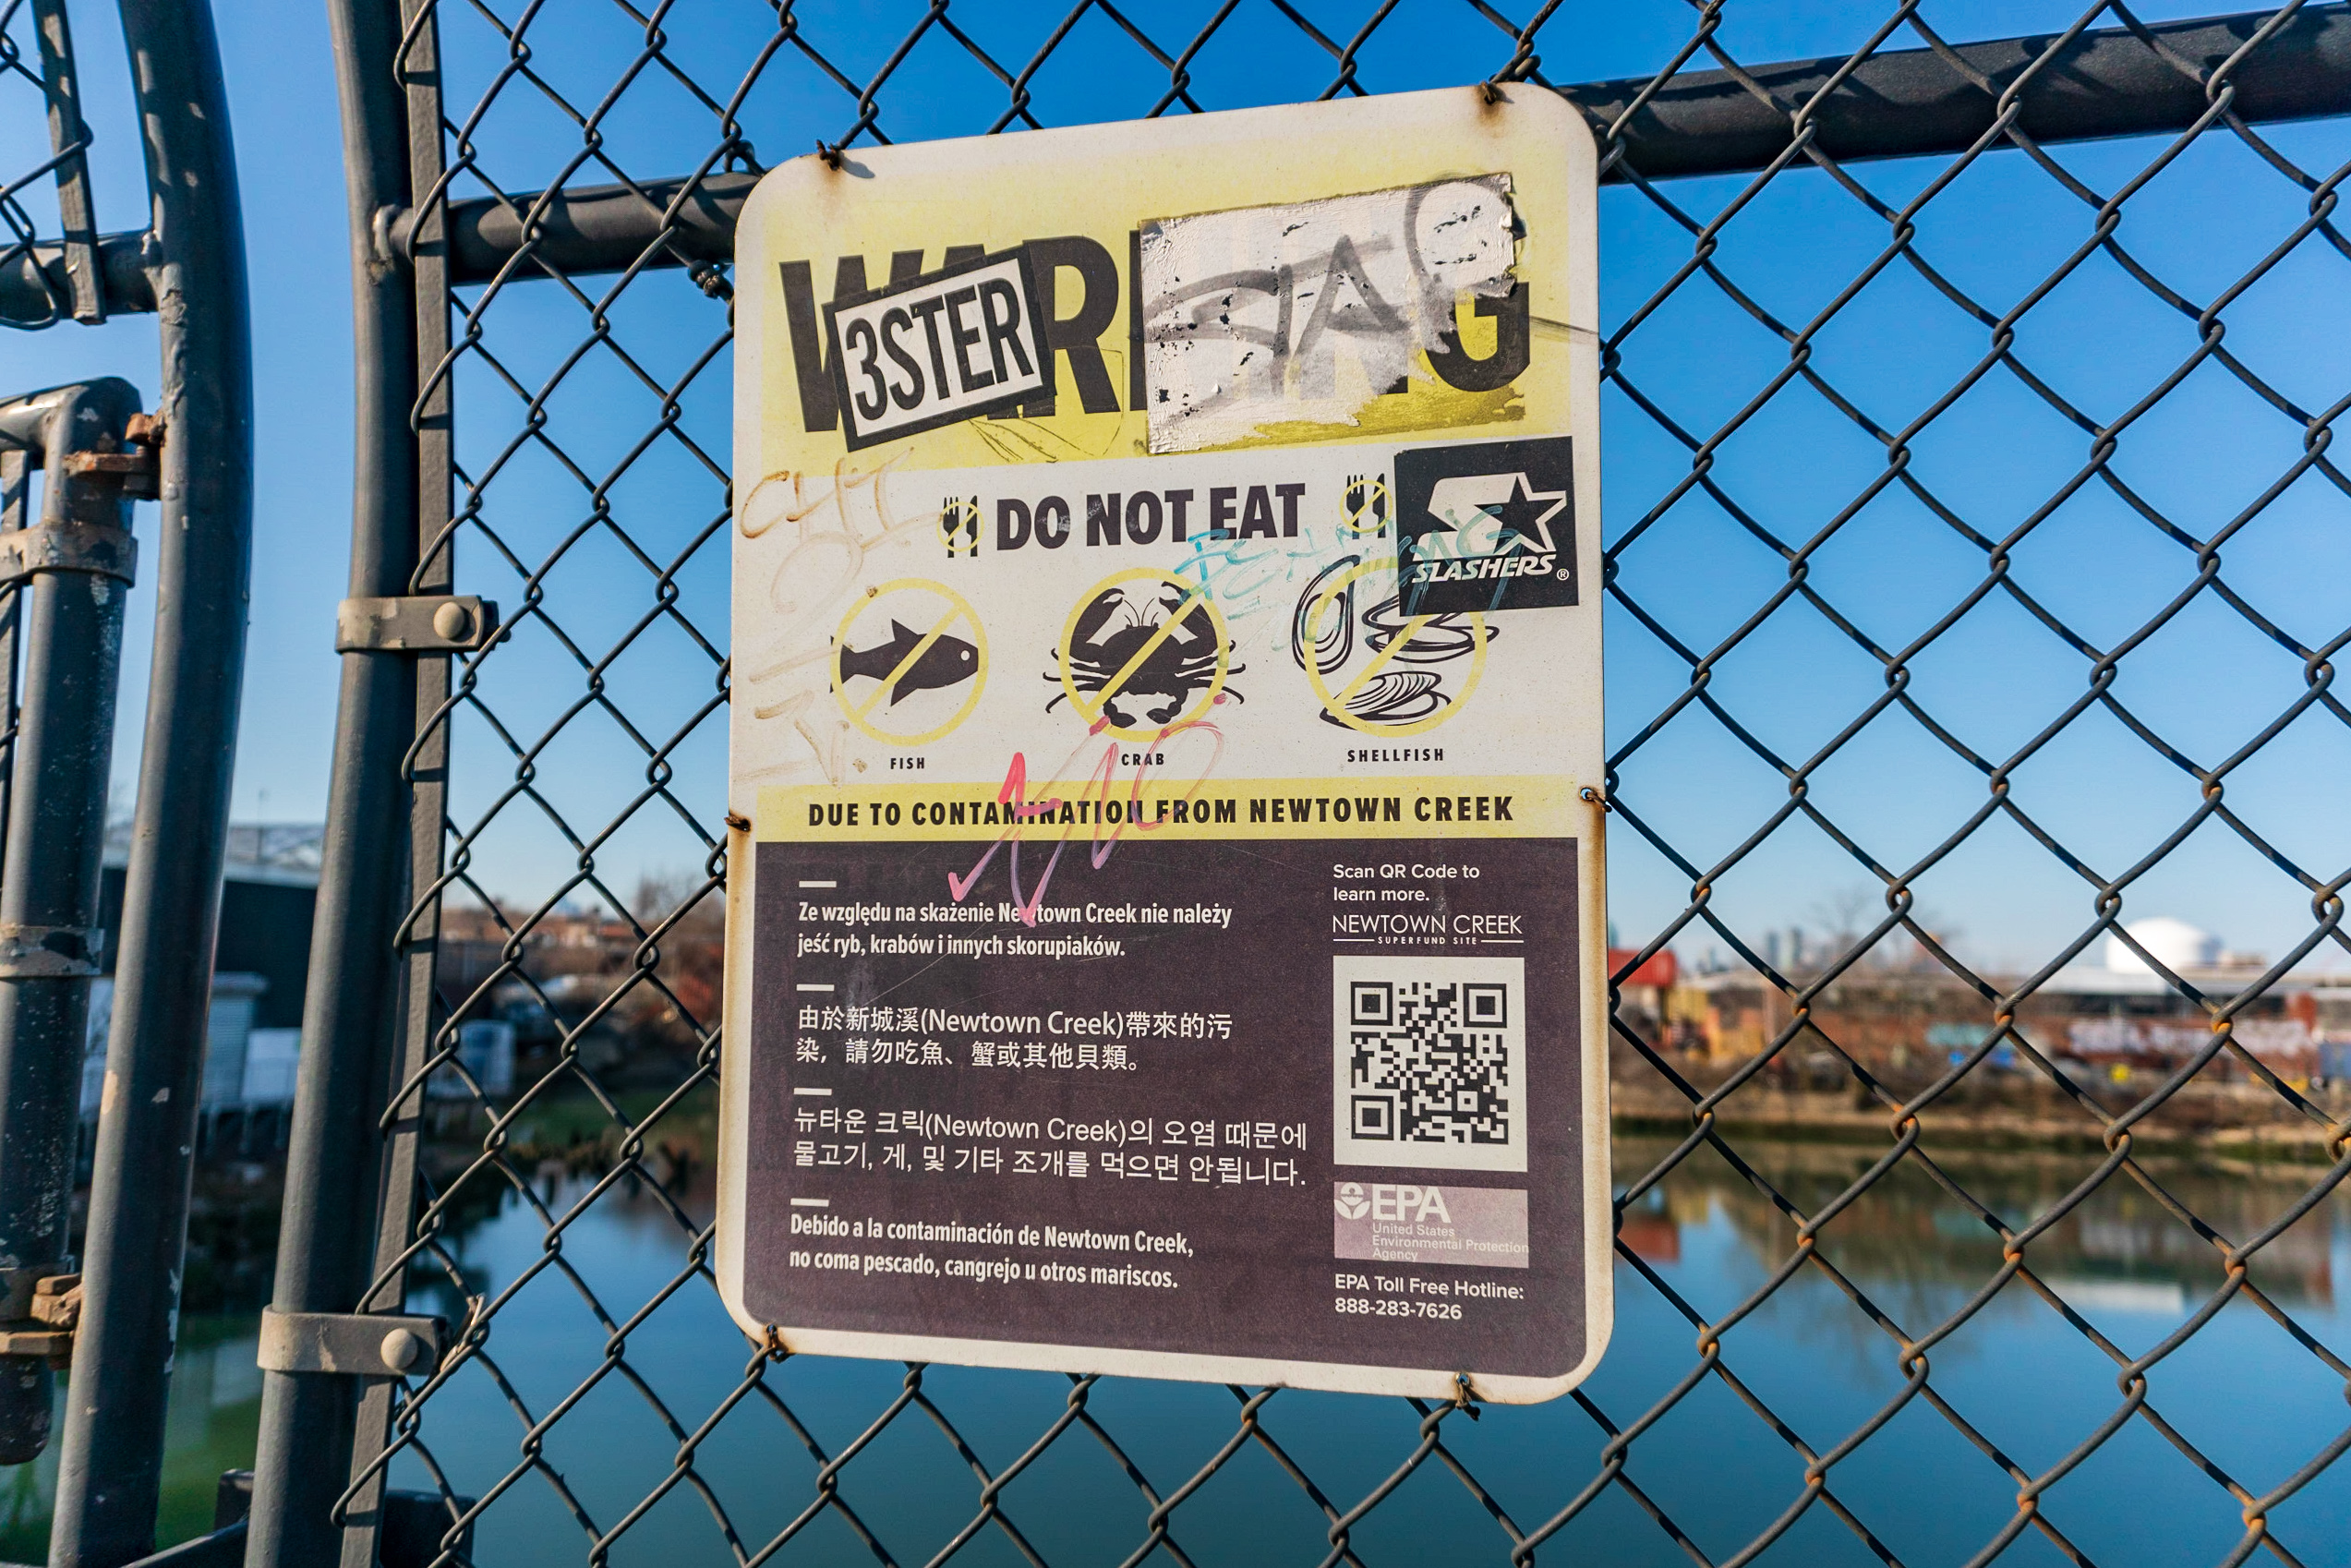 WARNING
3STER
DO NOT EAT
SLASHERS®
FISH
CRAB
SHELLFISH
DUE TO CONTAMINATION FROM NEWTOWN CREEK
Ze względu na skażenie Newtown Creek nie należy
jeść ryb, krabów i innych skorupiaków.
由於新城溪(Newtown Creek)帶來的污
染，請勿吃魚、蟹或其他貝類。
뉴타운 크릭(Newtown Creek)의 오염 때문에
물고기, 게, 및 기타 조개를 먹으면 안됩니다.
Debido a la contaminación de Newtown Creek,
no coma pescado, cangrejo u otros mariscos.
Scan QR Code to
learn more.
NEWTOWN CREEK
SUPERFUND SITE
EPA
United States
Environmental Protection
Agency
EPA Toll Free Hotline:
888-283-7626